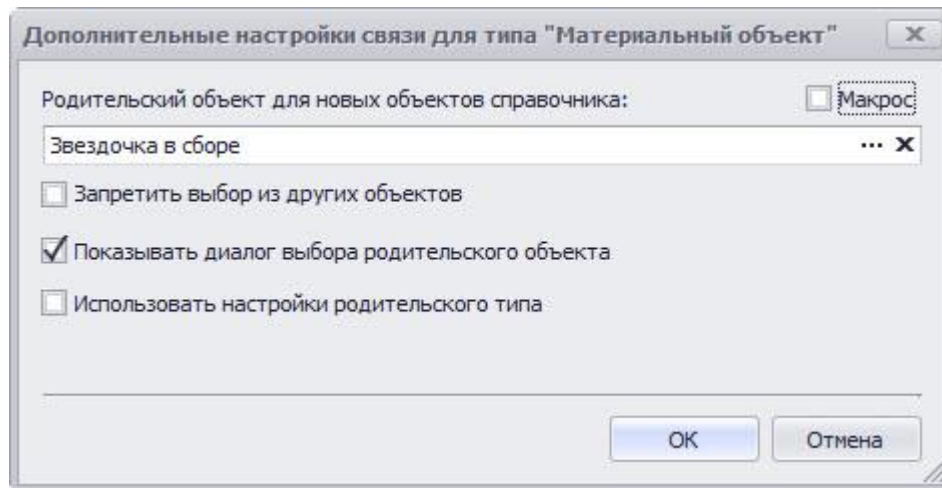 Дополнительные настройки связи для типа "Материальный объект"
Родительский объект для новых объектов справочника: Макрос
Звездочка в сборе
Запретить выбор из других объектов
Показывать диалог выбора родительского объекта
Использовать настройки родительского типа
ОК Отмена